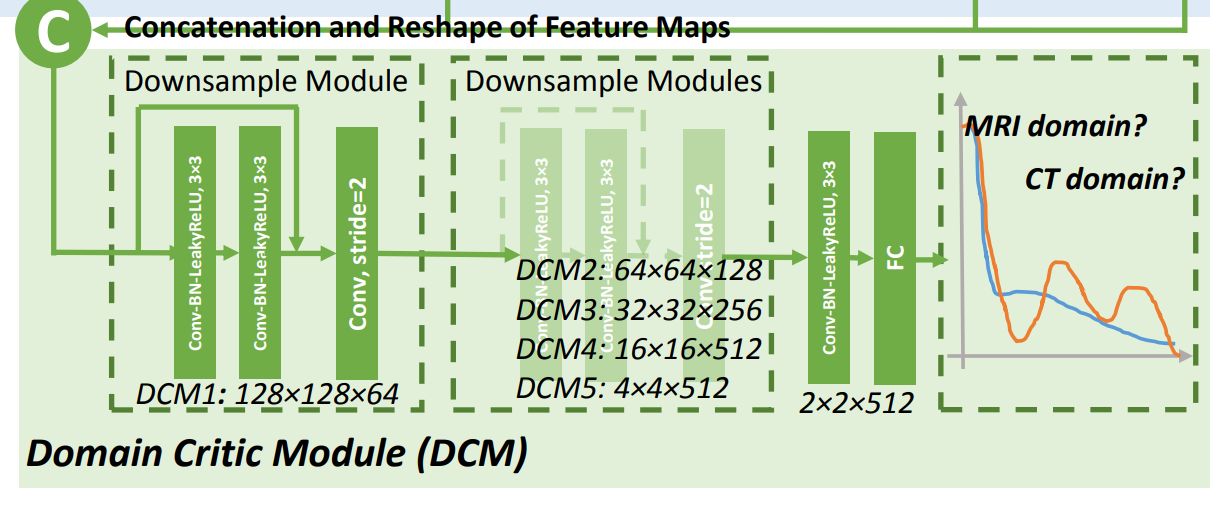 C
Concatenation and Reshape of Feature Maps
Downsample Module
Conv-BN-LeakyReLU, 3×3
Conv-BN-LeakyReLU, 3×3
Conv, stride=2
DCM1: 128×128×64
Downsample Modules
Conv-BN-LeakyReLU, 3×3
Conv-BN-LeakyReLU, 3×3
Conv, stride=2
DCM2: 64×64×128
DCM3: 32×32×256
DCM4: 16×16×512
DCM5: 4×4×512
Conv-BN-LeakyReLU, 3×3
FC
2×2×512
MRI domain?
CT domain?
Domain Critic Module (DCM)